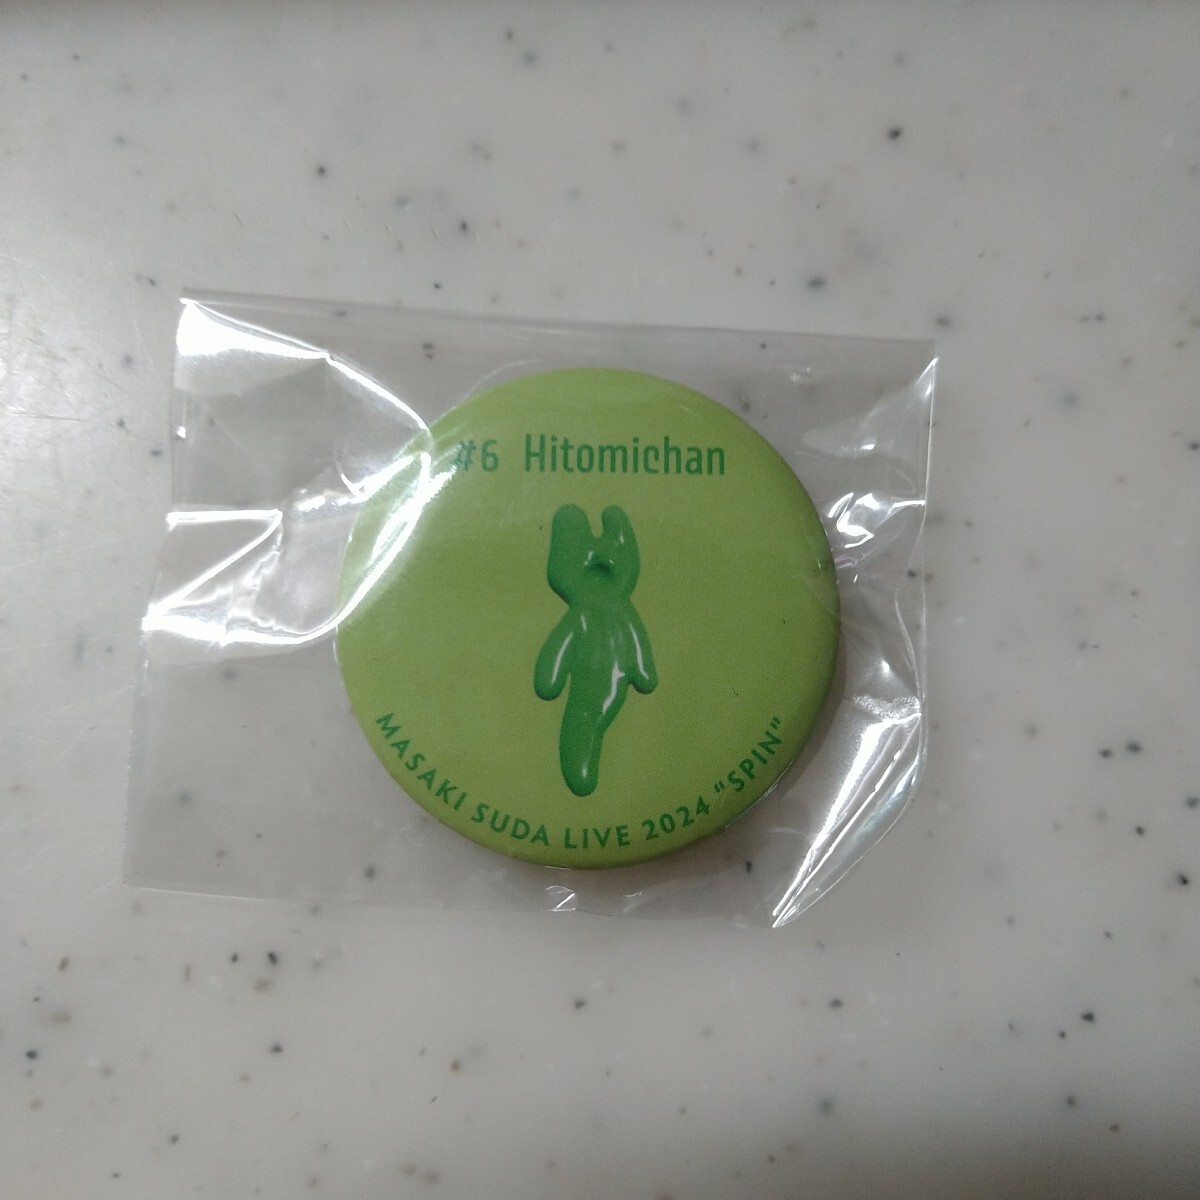 #6 Hitomichan
MASAKI SUDA LIVE 2024 "SPIN"